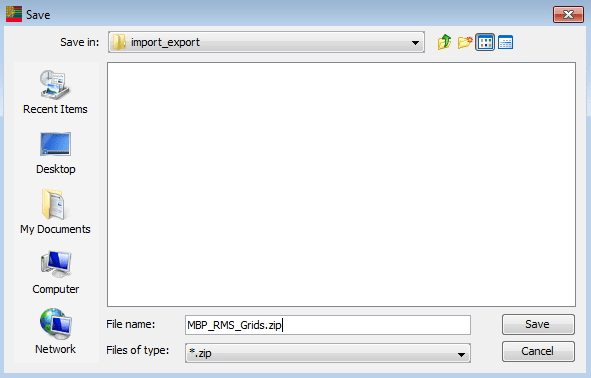 Save
Save in: import_export
Recent Items
Desktop
My Documents
Computer
Network
File name: MBP_RMS_Grids.zip Save
Files of type: *.zip Cancel